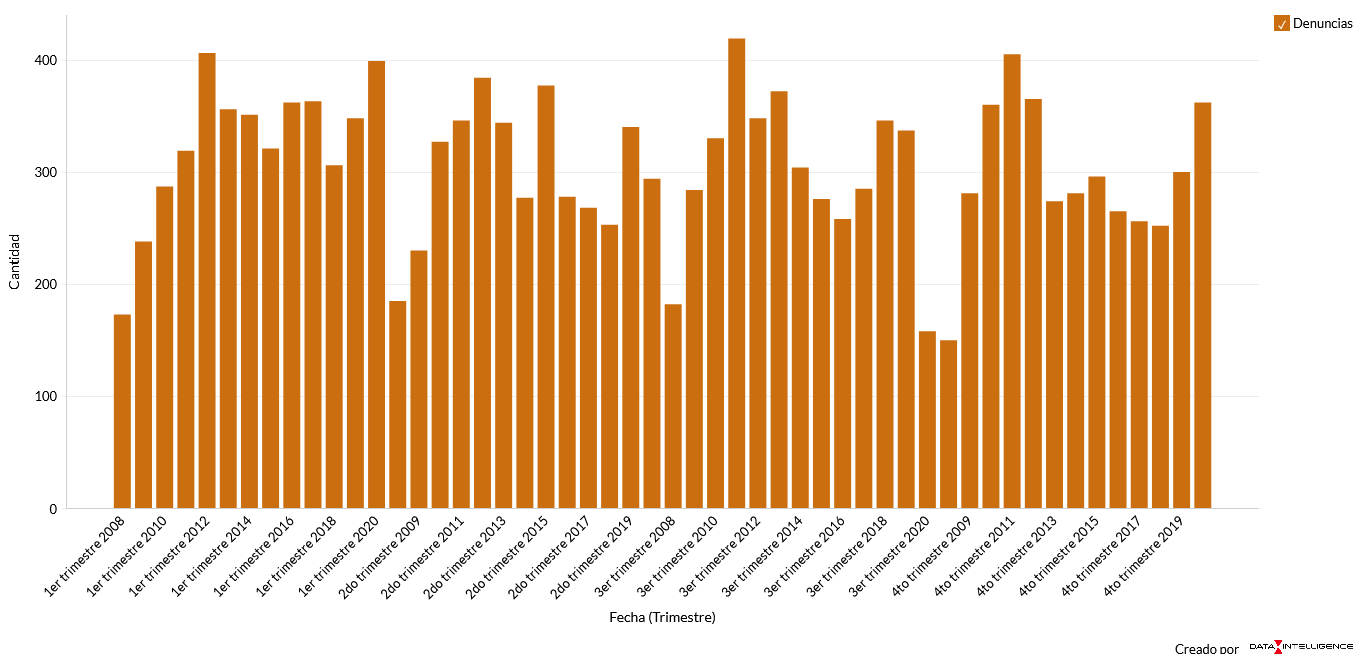 ✓ Denuncias
400
300
200
100
0
Cantidad
1er trimestre 2008
1er trimestre 2010
1er trimestre 2012
1er trimestre 2014
1er trimestre 2016
1er trimestre 2018
1er trimestre 2020
2do trimestre 2009
2do trimestre 2011
2do trimestre 2013
2do trimestre 2015
2do trimestre 2017
2do trimestre 2019
3er trimestre 2008
3er trimestre 2010
3er trimestre 2012
3er trimestre 2014
3er trimestre 2016
3er trimestre 2018
3er trimestre 2020
4to trimestre 2009
4to trimestre 2011
4to trimestre 2013
4to trimestre 2015
4to trimestre 2017
4to trimestre 2019
Fecha (Trimestre)
Creado por DATA INTELLIGENCE